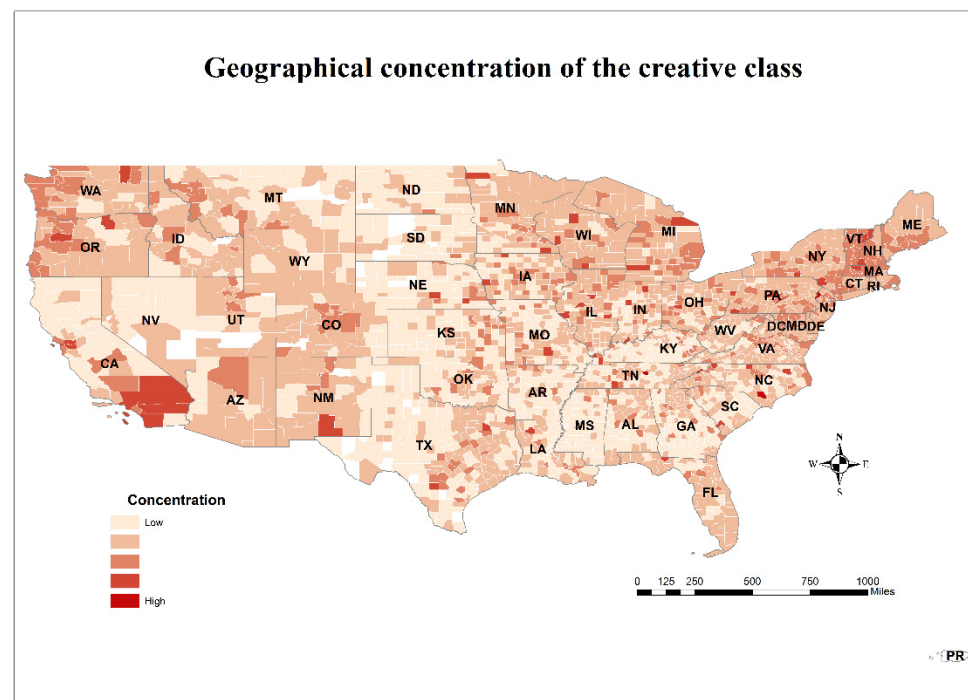 Geographical concentration of the creative class
WA
MT
ND
MN
ME
OR
ID
SD
WI
MI
VT
NH
NY
WY
MA
CT
RI
NE
IA
PA
NV
UT
IL
IN
OH
NJ
CO
KS
MO
WV
DC
MD
DE
KY
VA
CA
OK
TN
NC
AZ
NM
AR
SC
MS
AL
GA
TX
LA
FL
N
W
E
S
Concentration
Low
High
0 125 250 500 750 1000
Miles
PR